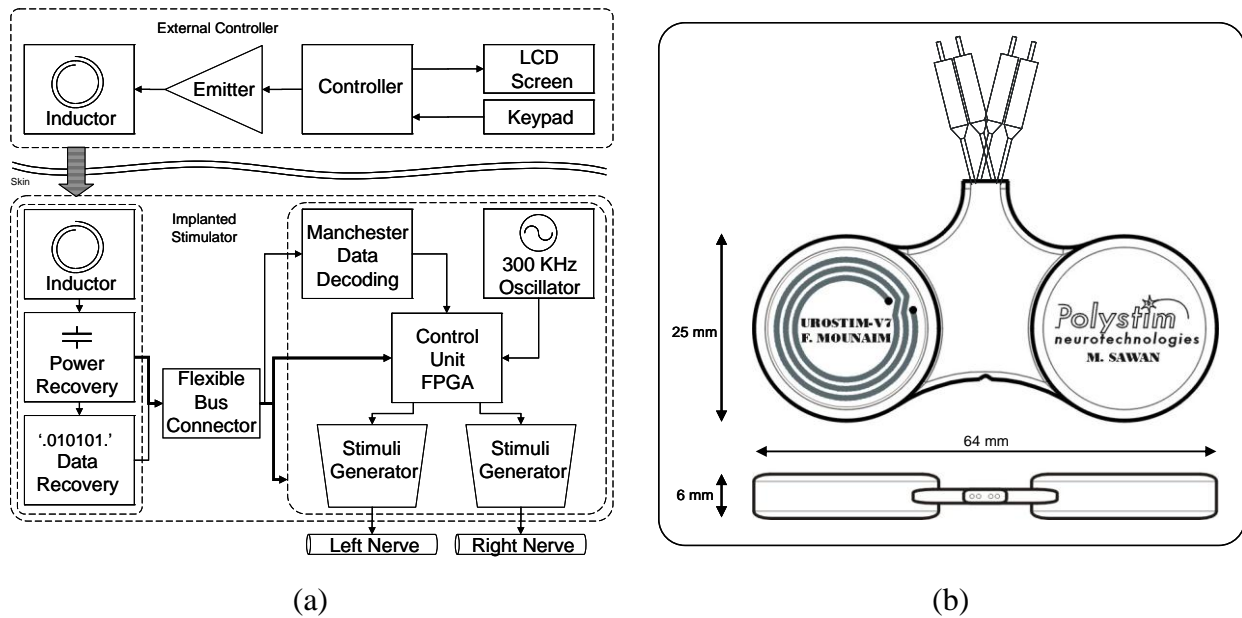 External Controller
Inductor
Emitter
Controller
LCD
Screen
Keypad
Skin
Implanted
Stimulator
Inductor
Power
Recovery
'.010101.'
Data
Recovery
Flexible
Bus
Connector
Manchester
Data
Decoding
300 KHz
Oscillator
Control
Unit
FPGA
Stimuli
Generator
Stimuli
Generator
Left Nerve
Right Nerve
(a)
25 mm
UROSTIM-V7
F. MOUNAIM
Polystim
neurotechnologies
M. SAWAN
64 mm
6 mm
(b)